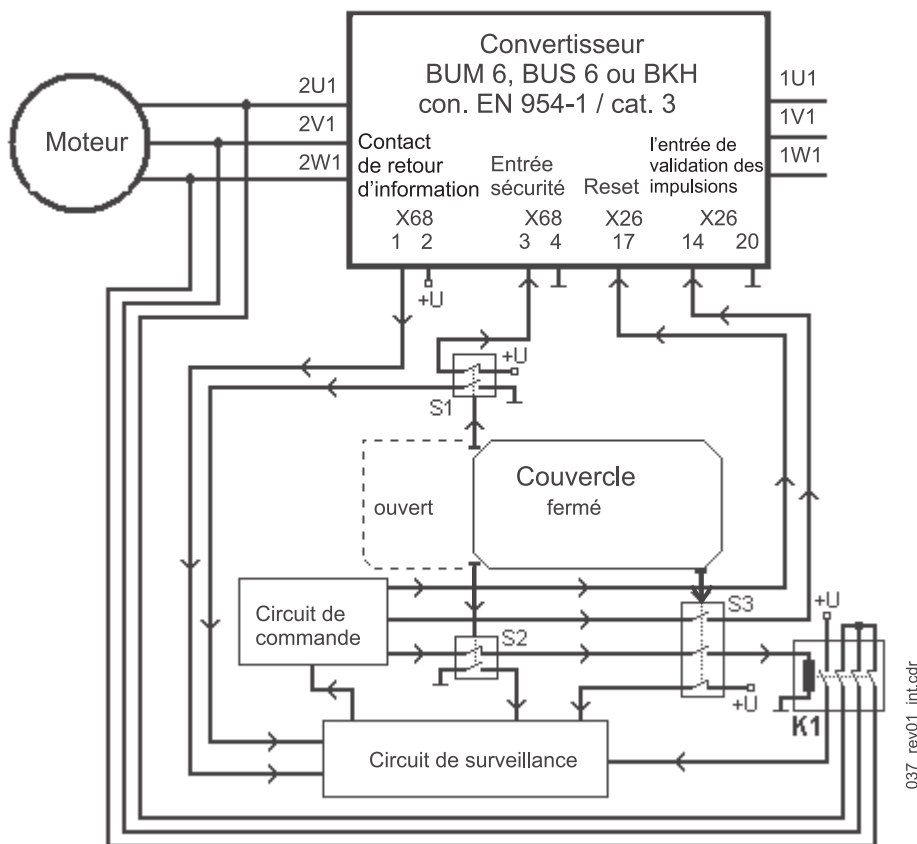 Convertisseur
BUM 6, BUS 6 ou BKH
con. EN 954-1 / cat. 3
2U1
2V1
2W1
1U1
1V1
1W1
Moteur
Contact
de retour
d'information
Entrée
sécurité
Reset
l'entrée de
validation des
impulsions
X68
X68
X26
X26
1
2
3
4
17
14
20
+U
+U
S1
Couvercle
ouvert
fermé
Circuit de
commande
S2
S3
+U
+U
K1
Circuit de surveillance
037_rev01_int.cdr